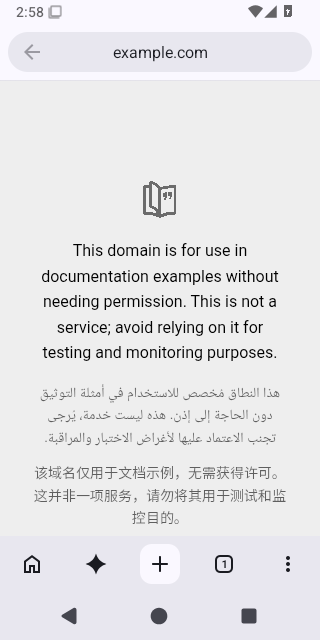 2:58
example.com
This domain is for use in
documentation examples without
needing permission. This is not a
service; avoid relying on it for
testing and monitoring purposes.
هذا النطاق مُخصص للاستخدام في أمثلة التوثيق
دون الحاجة إلى إذن. هذه ليست خدمة، يُرجى
تجنب الاعتماد عليها لأغراض الاختبار والمراقبة.
该域名仅用于文档示例，无需获得许可。
这并非一项服务，请勿将其用于测试和监
控目的。
1